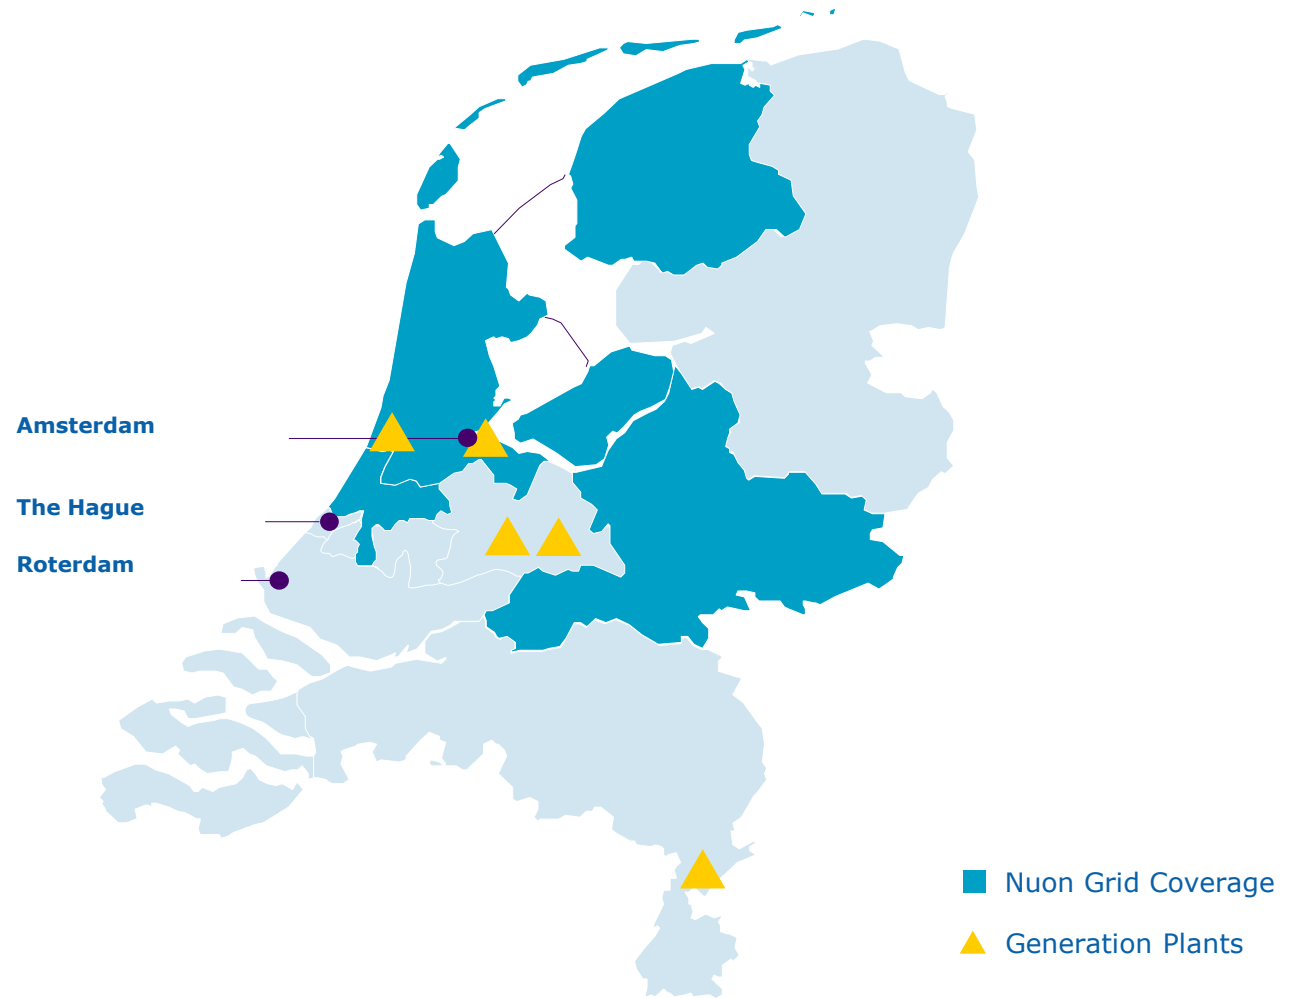 Amsterdam
The Hague
Roterdam
Nuon Grid Coverage
Generation Plants